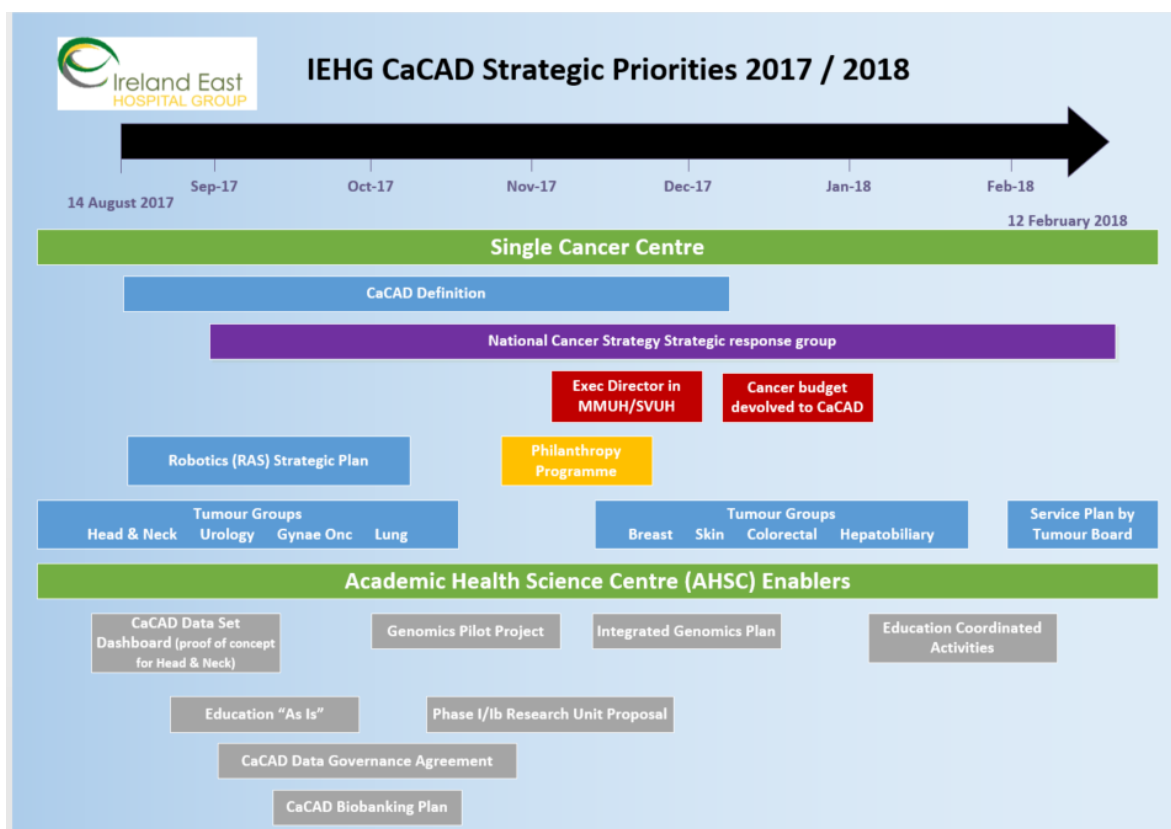 Ireland East
HOSPITAL GROUP
IEHG CaCAD Strategic Priorities 2017 / 2018
14 August 2017
Sep-17
Oct-17
Nov-17
Dec-17
Jan-18
Feb-18
12 February 2018
Single Cancer Centre
CaCAD Definition
National Cancer Strategy Strategic response group
Exec Director in
MMUH/SVUH
Cancer budget
devolved to CaCAD
Robotics (RAS) Strategic Plan
Philanthropy
Programme
Tumour Groups
Head & Neck Urology Gynae Onc Lung
Tumour Groups
Breast Skin Colorectal Hepatobiliary
Service Plan by
Tumour Board
Academic Health Science Centre (AHSC) Enablers
CaCAD Data Set
Dashboard (proof of concept
for Head & Neck)
Genomics Pilot Project
Integrated Genomics Plan
Education Coordinated
Activities
Education “As Is”
Phase I/Ib Research Unit Proposal
CaCAD Data Governance Agreement
CaCAD Biobanking Plan